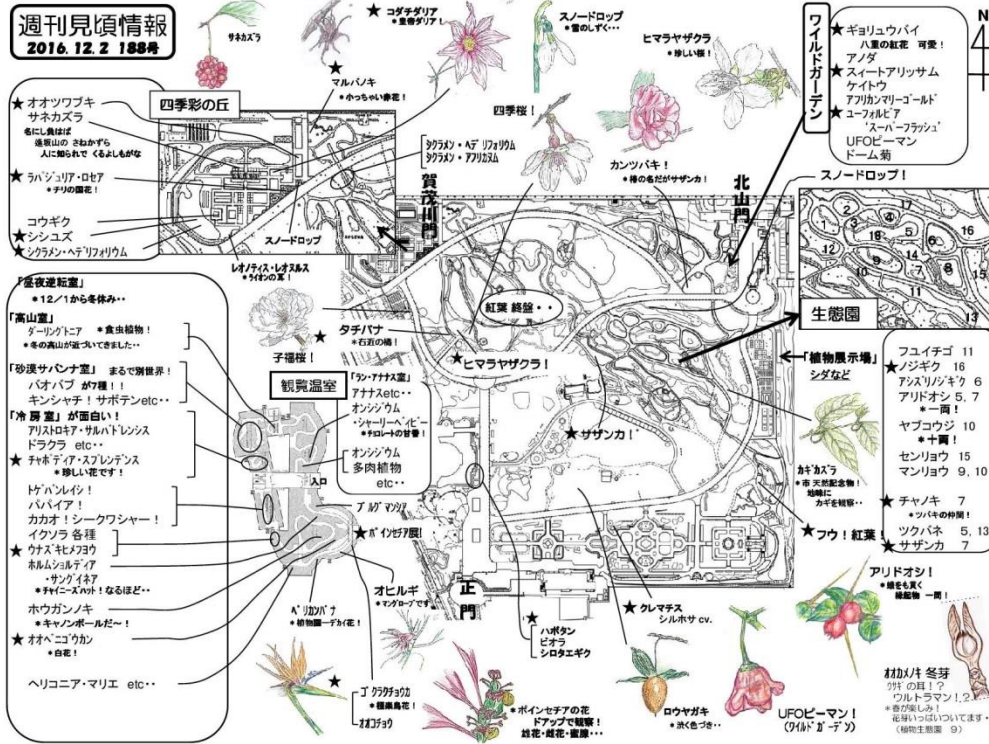 週刊見頃情報
2016.12.2 188号
サネカズラ
★コダチダリア
*皇帝ダリア!
スノードロップ
*雪のしずく・・
ヒマラヤザクラ
*珍しい桜!
★マルバノキ
*小っちゃい赤花!
四季桜!
カンツバキ!
*椿の名だがサザンカ!
ワイルドガーデン
★ギョリュウバイ
八重の紅花 可愛!
アノダ
★スィートアリッサム
ケイトウ
アフリカンマリーゴールド
★ユーフォルビア
'スーパーフラッシュ'
UFOピーマン
ドーム菊
N
四季彩の丘
★オオツワブキ
サネカズラ
名にし負はば
逢坂山の さねかずら
人に知られで くるよしもがな
★ラパジュリア・ロセア
*チリの国花!
コウギク
★シシユズ
★シクラメン・ヘデリフォリウム
シクラメン・ヘデリフォリウム
シクラメン・アフリカヌム
スノードロップ
賀茂川門
北山門
スノードロップ!
レオノティス・レオヌルス
*ライオンの耳!
子福桜!
タチバナ
*右近の橘!
紅葉 終盤・・
★ヒマラヤザクラ!
★サザンカ!
生態園
17
2
3
4
5
6
16
12
18
14
10
9
7
8
15
11
13
「植物展示場」
シダなど
カギカズラ
*市 天然記念物!
地味に
カギを観察・・
★フウ!紅葉!
フユイチゴ 11
★ノジギク 16
アシズリノジギク 6
アリドオシ 5, 7
*一両!
ヤブコウジ 10
*十両!
センリョウ 15
マンリョウ 9, 10
★チャノキ 7
*ツバキの仲間!
ツクバネ 5, 13
★サザンカ 7
「昼夜逆転室」
*12/1から冬休み・・
「高山室」
ダーリングトニア *食虫植物!
*冬の高山が近づいてきました・・
「砂漠サバンナ室」 まるで別世界!
バオバブ が7種!!
キンシャチ!サボテンetc・・
「冷房室」が面白い!
アリストロキア・サルバドレンシス
ドラクラ etc・・
★チャボディア・スプレンデンス
*珍しい花です!
トゲバンレイシ!
パパイア!
カカオ!シークワシャー!
イクソラ 各種
★ウナズキヒメフヨウ
ホルムショルディア
・サングイネア
*チャイニーズハット!なるほど・・
ホウガンノキ
*キャノンボールだ〜!
★オオベニゴウカン
*白花!
ヘリコニア・マリエ etc・・
観覧温室
入口
「ラン・アナナス室」
アナナスetc・・
オンシジウム
・シャーリーベイビー
*チョコレートの甘香!
オンシジウム
多肉植物
etc・・
ブルグマンシア
★ポインセチア展!
オヒルギ
*マングローブです
ペリカンバナ
*植物園一デカイ花!
★ゴクラクチョウカ
*極楽鳥花!
オオゴチョウ
正門
★ハボタン
ビオラ
シロタエギク
★クレマチス
シルホサ cv.
*ポインセチアの花
ドアップで観察!
雄花・雌花・蜜腺・・・
ロウヤガキ
*渋く色づき・・
UFOピーマン!
(ワイルドガーデン)
アリドオシ!
*蟻をも貫く
縁起物 一両!
オオカメノキ 冬芽
ウサギの耳!?
ウルトラマン!?
*春が楽しみ!
花芽いっぱいついてます・・
(植物生態園 9)